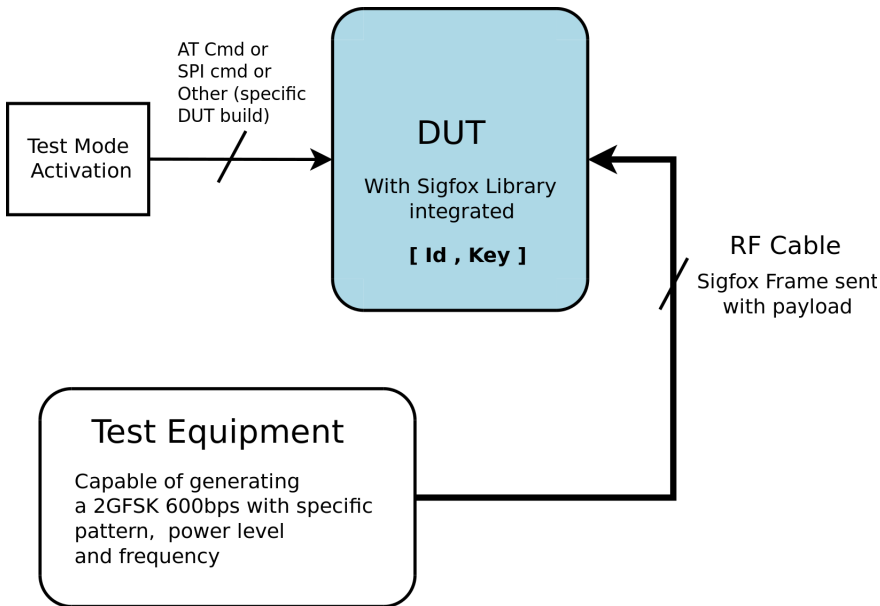 AT Cmd or
SPI cmd or
Other (specific
DUT build)
Test Mode
Activation
DUT
With Sigfox Library
integrated
[ Id , Key ]
RF Cable
Sigfox Frame sent
with payload
Test Equipment
Capable of generating
a 2GFSK 600bps with specific
pattern,  power level
and frequency